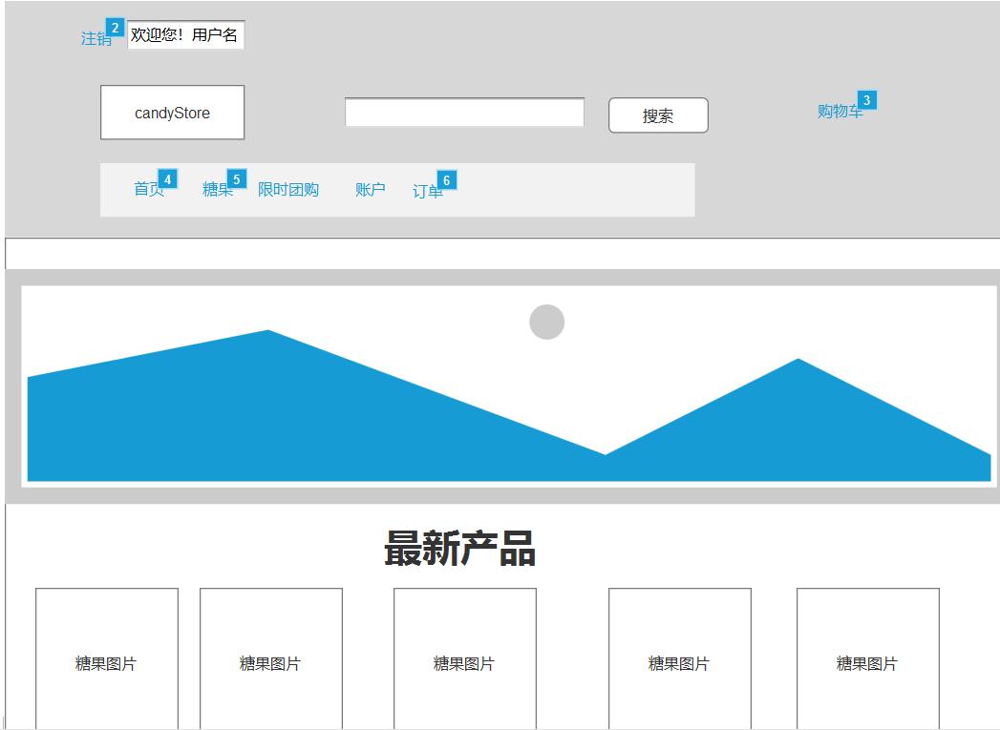 注销 2 欢迎您！用户名
candyStore 搜索 购物车 3
首页 4 糖果 5 限时团购 账户 订单 6
最新产品
糖果图片 糖果图片 糖果图片 糖果图片 糖果图片